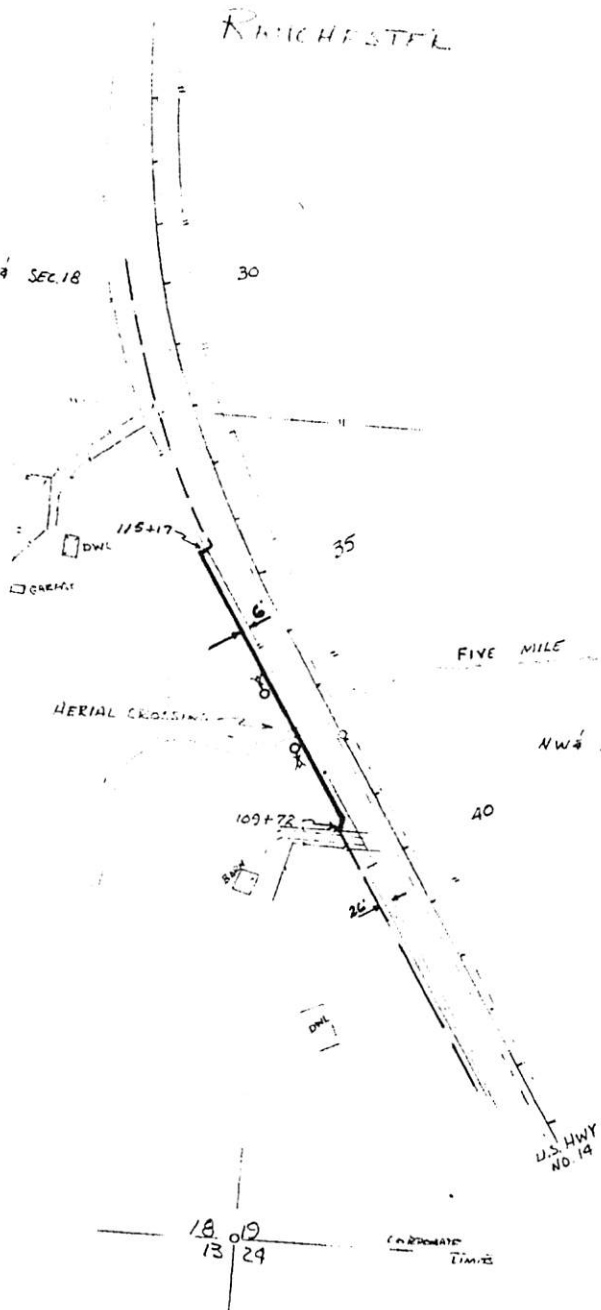 RANCHESTER
SEC. 18
30
115+17
DWL
GARAGE
35
6'
FIVE MILE
AERIAL CROSSING
NW¼
40
109+72
BARN
26'
DWL
U.S. HWY
NO. 14
18 19
13 24
CORPORATE
LIMITS